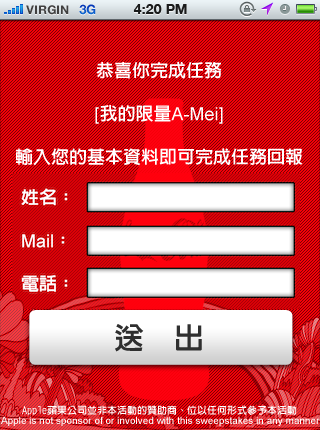 VIRGIN 3G 4:20 PM
恭喜你完成任務
[我的限量A-Mei]
輸入您的基本資料即可完成任務回報
姓名：
Mail：
電話：
送 出
Apple蘋果公司並非本活動的贊助商、位以任何形式參予本活動
Apple is not sponsor of or involved with this sweepstakes in any manner